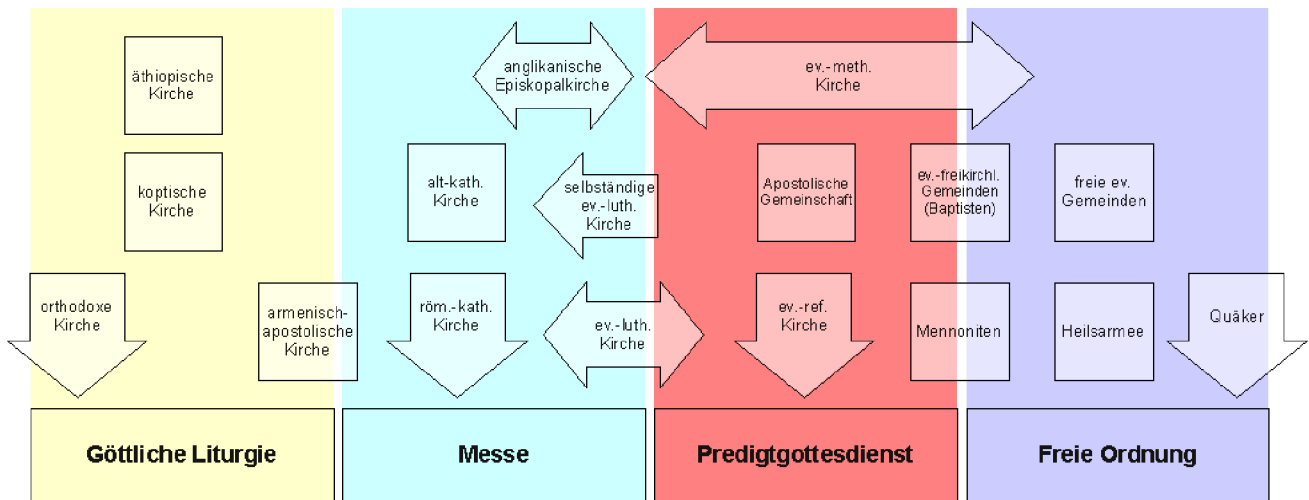 äthiopische
Kirche
anglikanische
Episkopalkirche
ev.-meth.
Kirche
koptische
Kirche
alt-kath.
Kirche
selbständige
ev.-luth.
Kirche
Apostolische
Gemeinschaft
ev.-freikirchl.
Gemeinden
(Baptisten)
freie ev.
Gemeinden
orthodoxe
Kirche
armenisch-
apostolische
Kirche
röm.-kath.
Kirche
ev.-luth.
Kirche
ev.-ref.
Kirche
Mennoniten
Heilsarmee
Quäker
Göttliche Liturgie
Messe
Predigtgottesdienst
Freie Ordnung